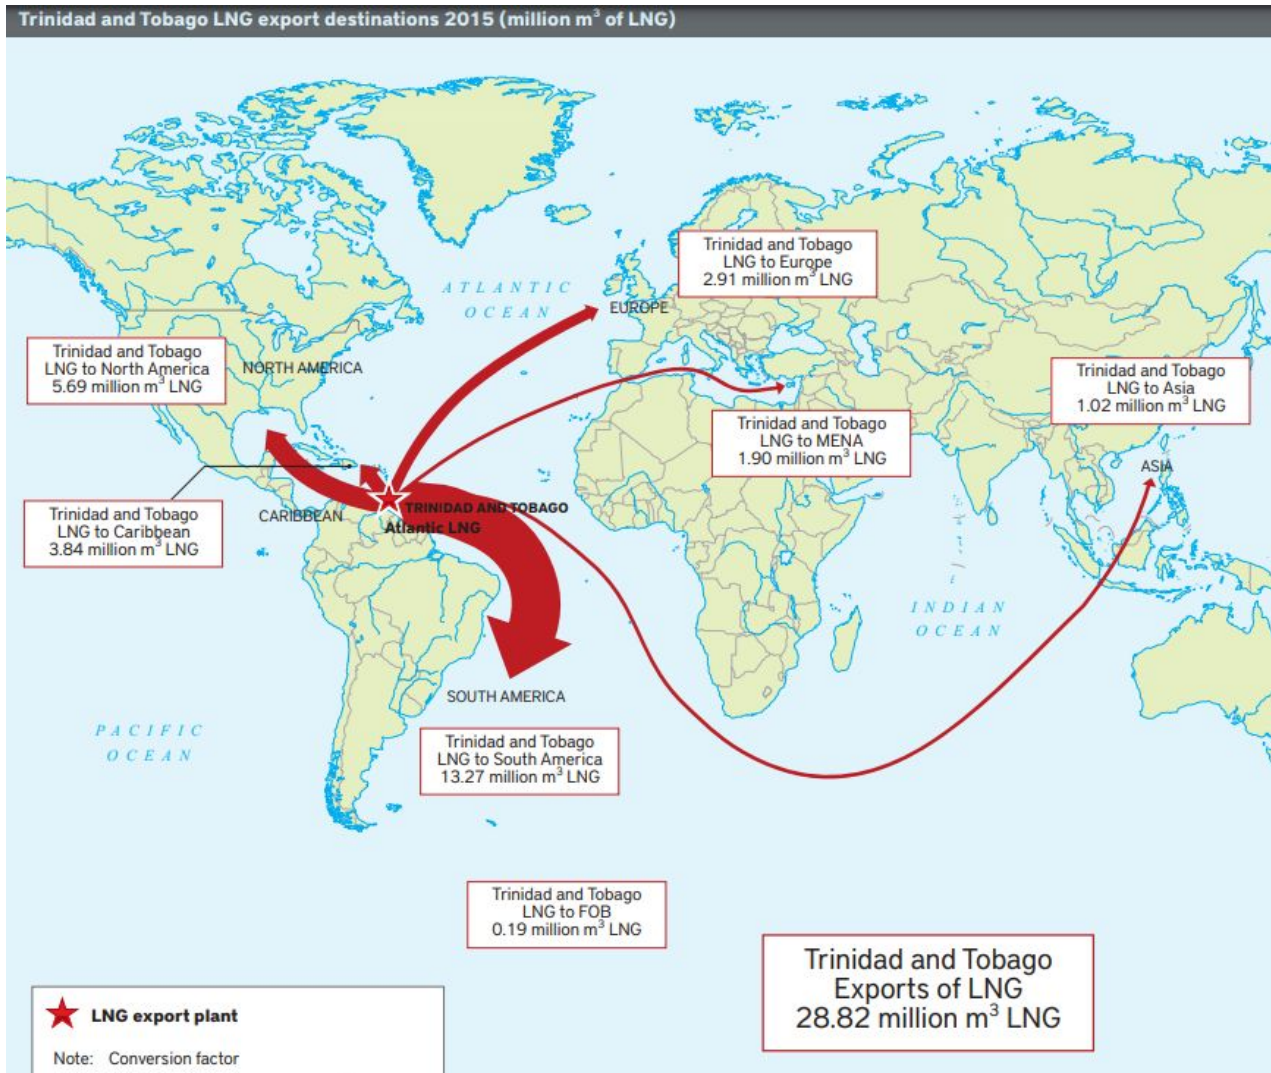 Trinidad and Tobago LNG export destinations 2015 (million m³ of LNG)
ATLANTIC
OCEAN
Trinidad and Tobago
LNG to Europe
2.91 million m³ LNG
EUROPE
Trinidad and Tobago
LNG to North America
5.69 million m³ LNG
NORTH AMERICA
Trinidad and Tobago
LNG to Asia
1.02 million m³ LNG
Trinidad and Tobago
LNG to MENA
1.90 million m³ LNG
ASIA
Trinidad and Tobago
LNG to Caribbean
3.84 million m³ LNG
CARIBBEAN
TRINIDAD AND TOBAGO
Atlantic LNG
INDIAN
OCEAN
SOUTH AMERICA
PACIFIC
OCEAN
Trinidad and Tobago
LNG to South America
13.27 million m³ LNG
Trinidad and Tobago
LNG to FOB
0.19 million m³ LNG
Trinidad and Tobago
Exports of LNG
28.82 million m³ LNG
LNG export plant
Note: Conversion factor